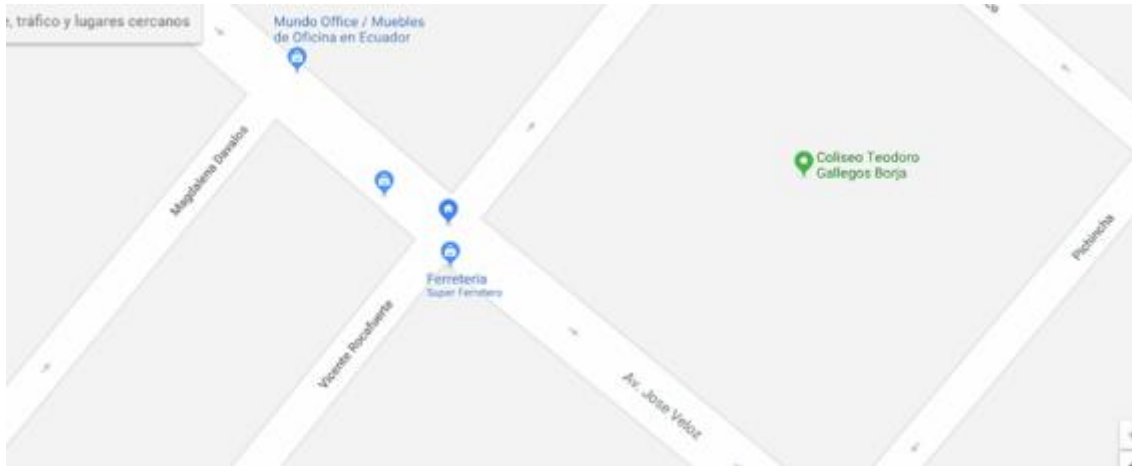 , tráfico y lugares cercanos
Mundo Office / Muebles
de Oficina en Ecuador
Magdalena Davalos
Coliseo Teodoro
Gallegos Borja
Pichincha
Ferreteria
Super Ferretero
Vicente Rocafuerte
Av. Jose Veloz